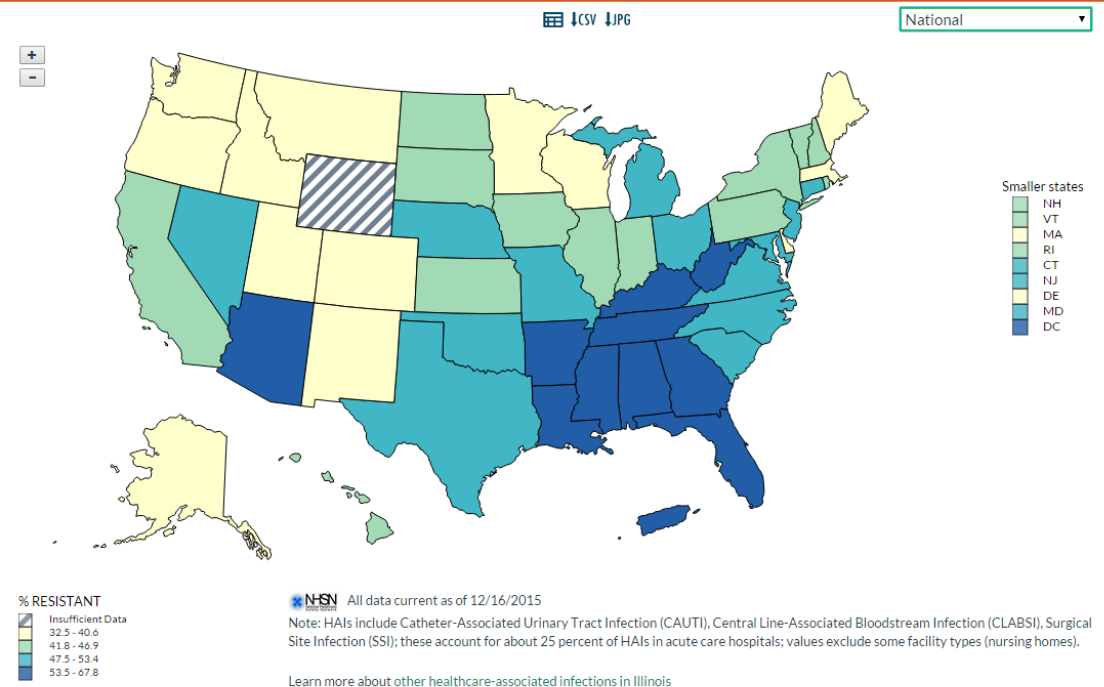 CSV JPG
National
+
−
Smaller states
NH
VT
MA
RI
CT
NJ
DE
MD
DC
% RESISTANT
Insufficient Data
32.5 - 40.6
41.8 - 46.9
47.5 - 53.4
53.5 - 67.8
NHSN All data current as of 12/16/2015
Note: HAIs include Catheter-Associated Urinary Tract Infection (CAUTI), Central Line-Associated Bloodstream Infection (CLABSI), Surgical
Site Infection (SSI); these account for about 25 percent of HAIs in acute care hospitals; values exclude some facility types (nursing homes).
Learn more about other healthcare-associated infections in Illinois